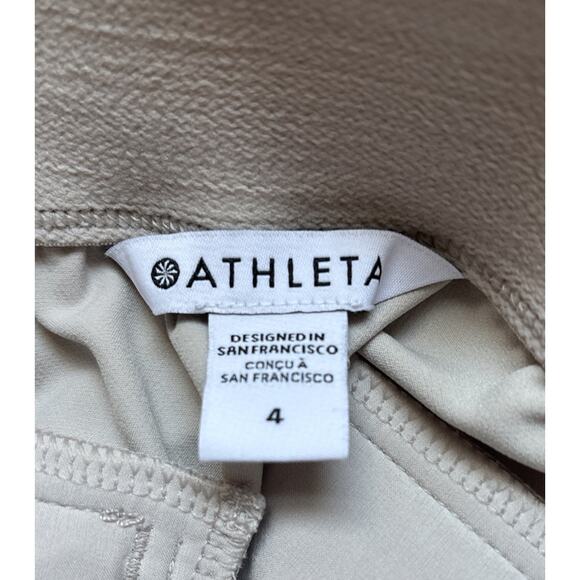 ATHLETA
DESIGNED IN
SAN FRANCISCO
CONÇU À
SAN FRANCISCO
4